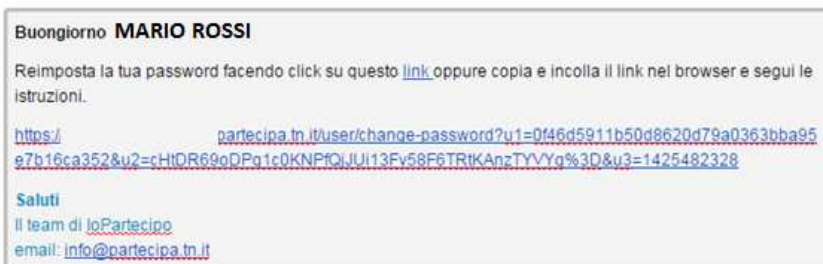 Buongiorno MARIO ROSSI
Reimposta la tua password facendo click su questo link oppure copia e incolla il link nel browser e segui le
istruzioni.
https:/ partecipa.tn.it/user/change-password?u1=0f46d5911b50d8620d79a0363bba95
e7b16ca352&u2=cHtDR69oDPg1c0KNPfQjJUi13Fv58F6TRtKAnzTYVYg%3D&u3=1425482328
Saluti
Il team di IoPartecipo
email: info@partecipa.tn.it